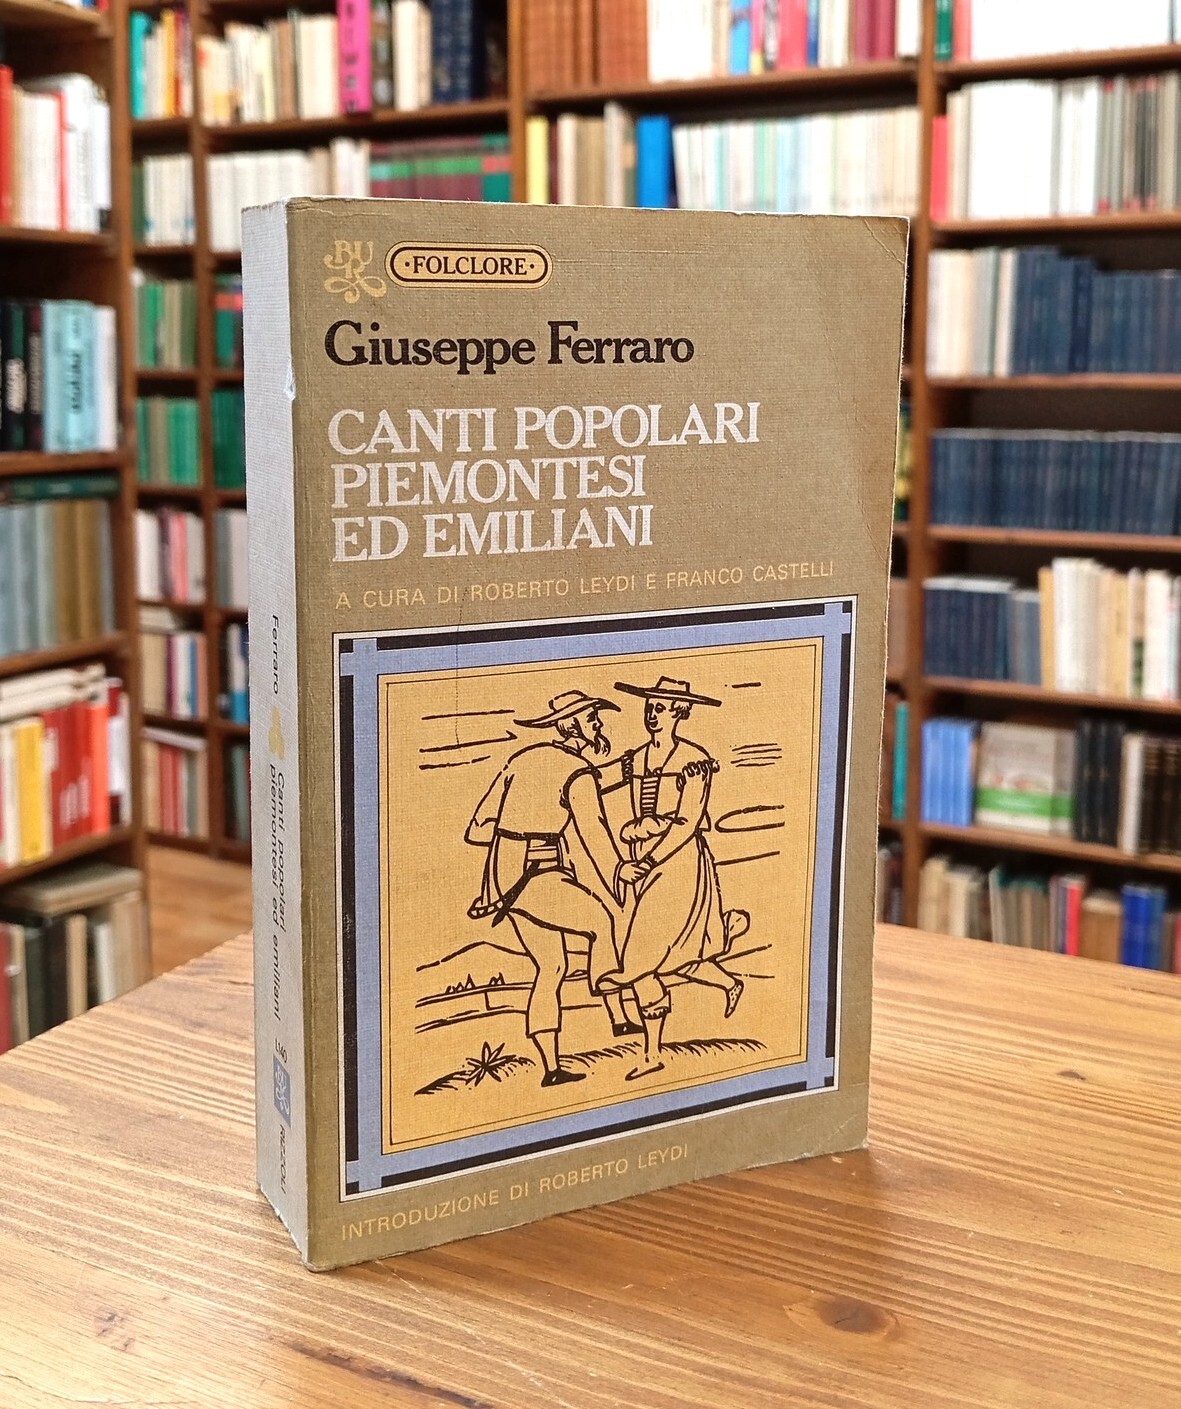 BUR
·FOLCLORE·
Giuseppe Ferraro
CANTI POPOLARI
PIEMONTESI
ED EMILIANI
A CURA DI ROBERTO LEYDI E FRANCO CASTELLI
INTRODUZIONE DI ROBERTO LEYDI
Ferraro
Canti popolari
piemontesi ed emiliani
RIZZOLI